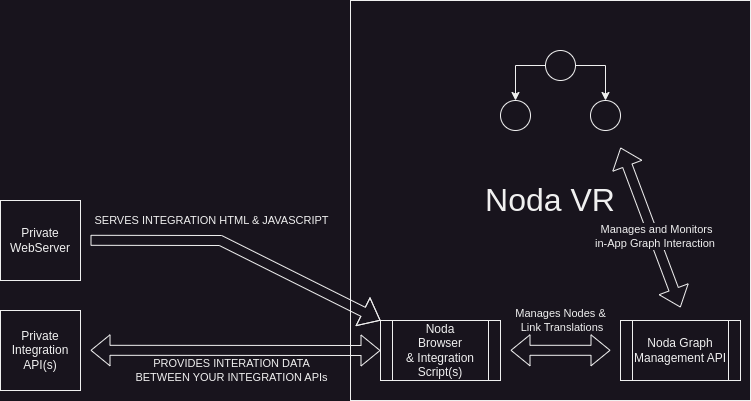 Noda VR
SERVES INTEGRATION HTML & JAVASCRIPT
Private
WebServer
Manages and Monitors
in-App Graph Interaction
Private
Integration
API(s)
PROVIDES INTERATION DATA
BETWEEN YOUR INTEGRATION APIs
Noda
Browser
& Integration
Script(s)
Manages Nodes &
Link Translations
Noda Graph
Management API